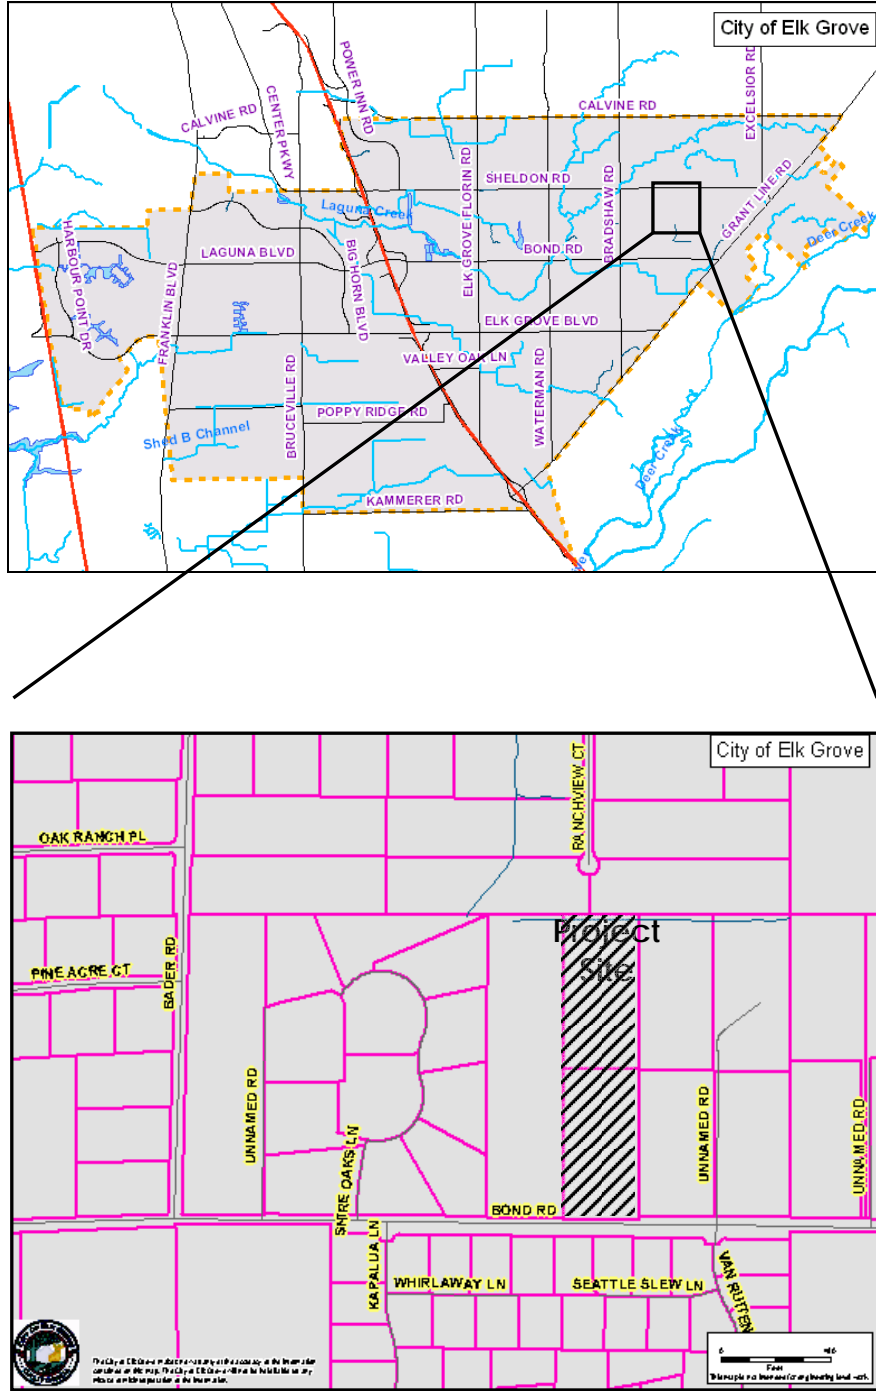 City of Elk Grove
POWER INN RD
CALVINE RD
CALVINE RD
EXCELSIOR RD
CENTER PKWY
SHELDON RD
ELK GROVE FLORIN RD
BRADSHAW RD
GRANT LINE RD
Laguna Creek
Deer Creek
HARBOUR POINT DR
LAGUNA BLVD
BIG HORN BLVD
BOND RD
FRANKLIN BLVD
ELK GROVE BLVD
VALLEY OAK LN
BRUCEVILLE RD
WATERMAN RD
POPPY RIDGE RD
Shed B Channel
Deer Creek
KAMMERER RD
City of Elk Grove
RANCHVIEW CT
OAK RANCH PL
Project
Site
BADER RD
PINE ACRE CT
UNNAMED RD
UNNAMED RD
UNNAMED RD
SHIRE OAKS LN
BOND RD
KAPALUA LN
WHIRLAWAY LN
SEATTLE SLEW LN
VAN RUITEN
Feet